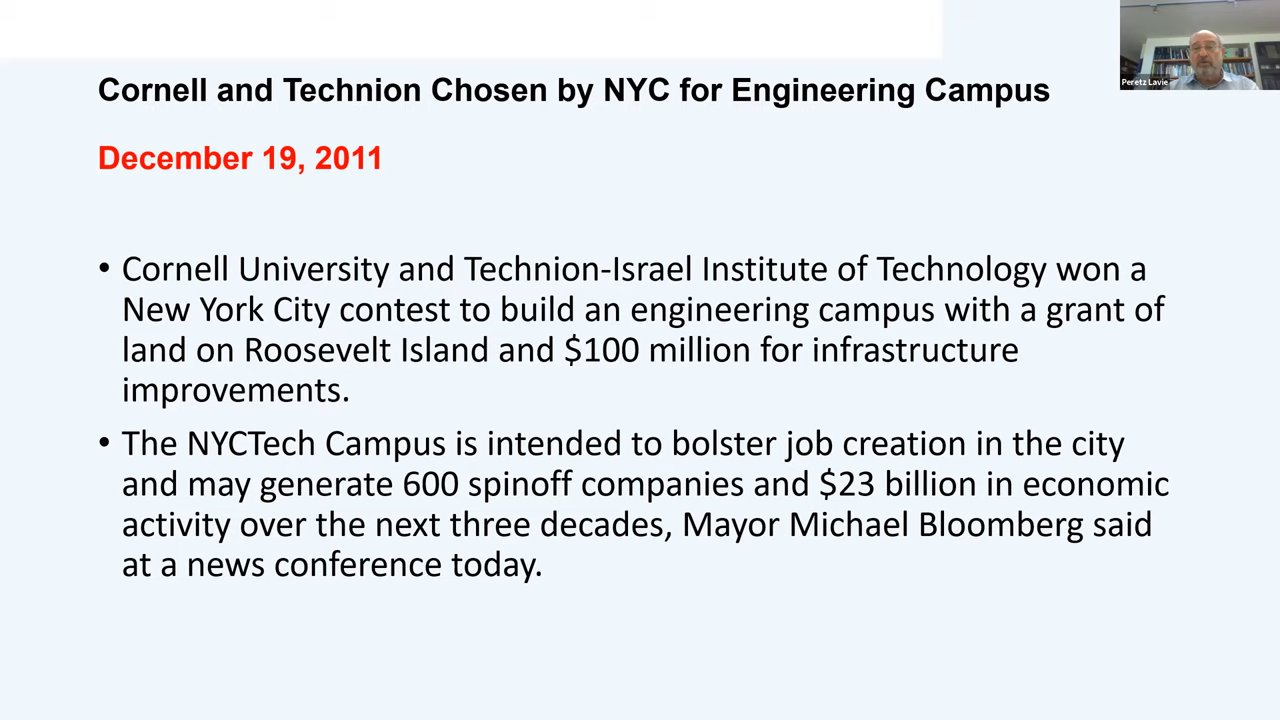 Cornell and Technion Chosen by NYC for Engineering Campus
Peretz Lavie
December 19, 2011
• Cornell University and Technion-Israel Institute of Technology won a
New York City contest to build an engineering campus with a grant of
land on Roosevelt Island and $100 million for infrastructure
improvements.
• The NYCTech Campus is intended to bolster job creation in the city
and may generate 600 spinoff companies and $23 billion in economic
activity over the next three decades, Mayor Michael Bloomberg said
at a news conference today.